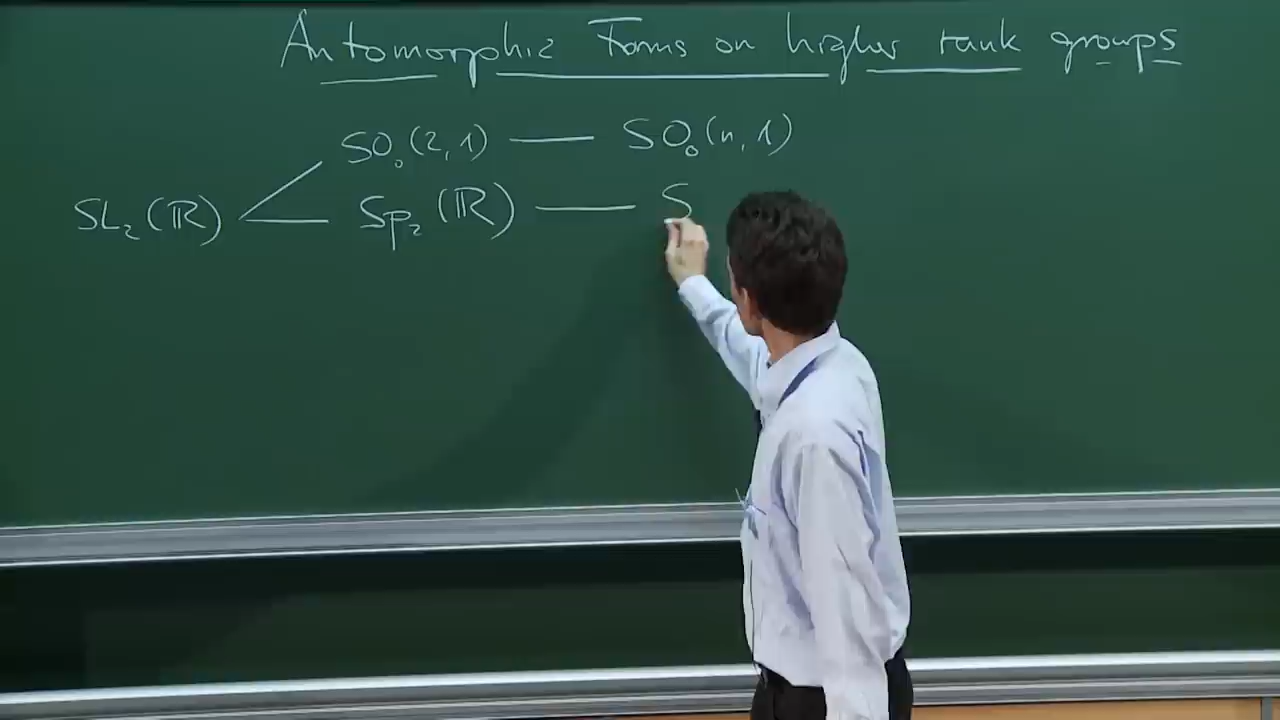 Automorphic Forms on higher rank groups
SO₀(2,1) — SO₀(n,1)
SL₂(ℝ) < Sp₂(ℝ) — S